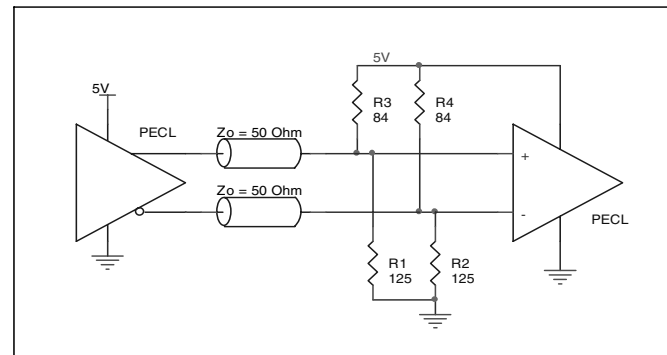 5V
5V
PECL
R3
84
R4
84
Zo = 50 Ohm
+
Zo = 50 Ohm
-
PECL
R1
125
R2
125